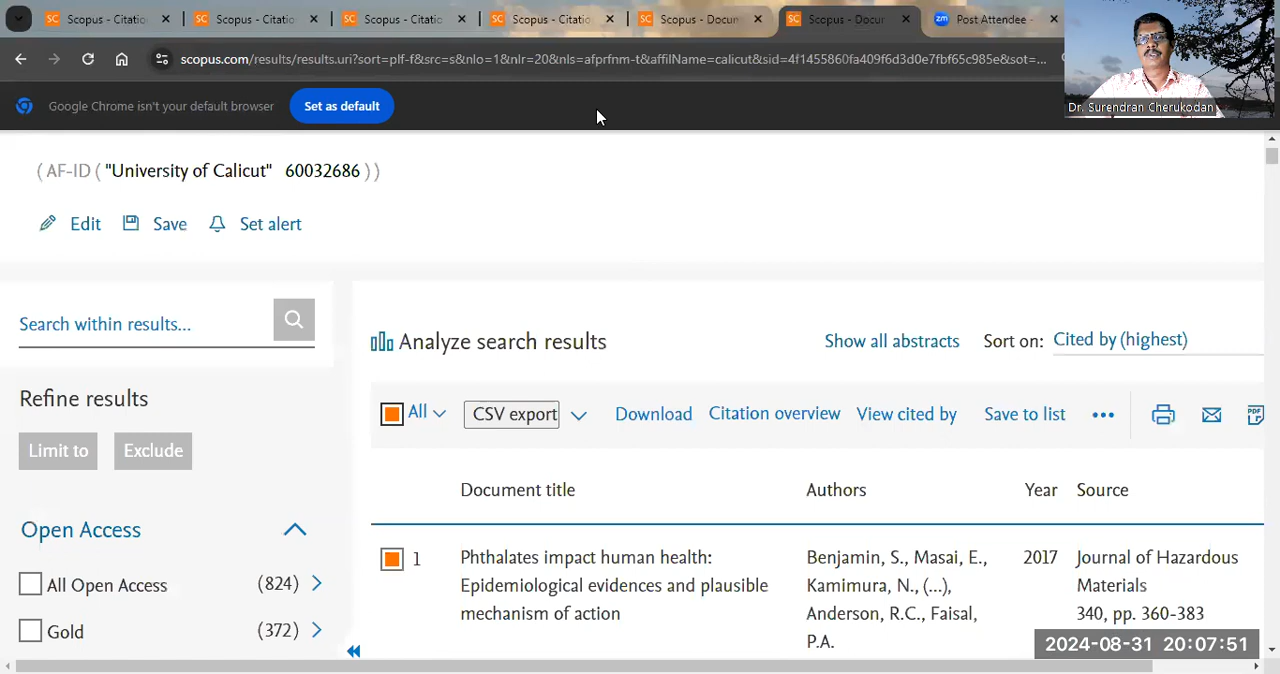 Scopus - Citatio
Scopus - Citatio
Scopus - Citatio
Scopus - Citatio
Scopus - Docum
Scopus - Docur
zm Post Attendee -
scopus.com/results/results.uri?sort=plf-f&src=s&nlo=1&nlr=20&nls=afprfnm-t&affilName=calicut&sid=4f1455860fa409f6d3d0e7fbf65c985e&sot=...
Google Chrome isn't your default browser Set as default
Dr. Surendran Cherukodan
( AF-ID ( "University of Calicut" 60032686 ) )
Edit Save Set alert
Search within results...
Analyze search results Show all abstracts Sort on: Cited by (highest)
Refine results
All CSV export Download Citation overview View cited by Save to list ••• PDF
Limit to Exclude
Document title Authors Year Source
Open Access
1 Phthalates impact human health: Benjamin, S., Masai, E., 2017 Journal of Hazardous
All Open Access (824) Epidemiological evidences and plausible Kamimura, N., (...), Materials
mechanism of action Anderson, R.C., Faisal, 340, pp. 360-383
Gold (372) P.A.
2024-08-31 20:07:51